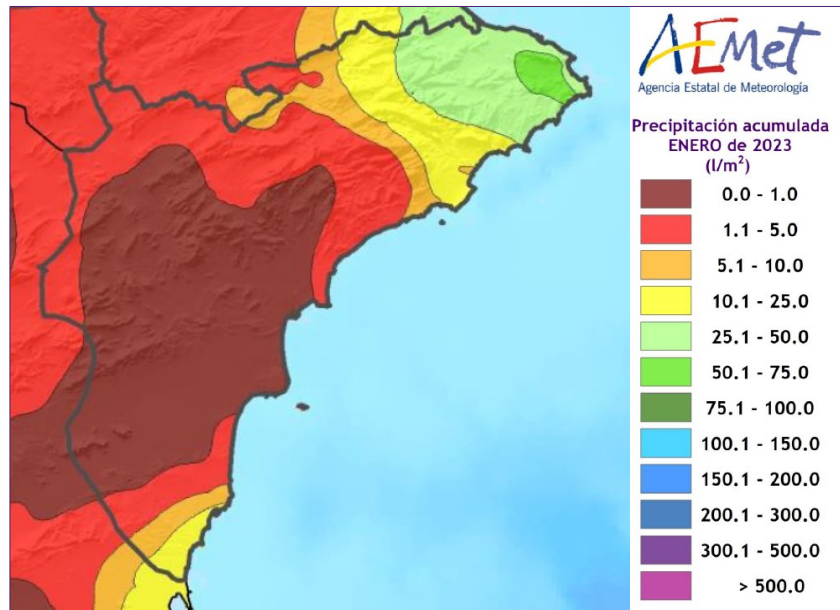 AEMet
Agencia Estatal de Meteorología
Precipitación acumulada
ENERO de 2023
(l/m²)
0.0 - 1.0
1.1 - 5.0
5.1 - 10.0
10.1 - 25.0
25.1 - 50.0
50.1 - 75.0
75.1 - 100.0
100.1 - 150.0
150.1 - 200.0
200.1 - 300.0
300.1 - 500.0
> 500.0